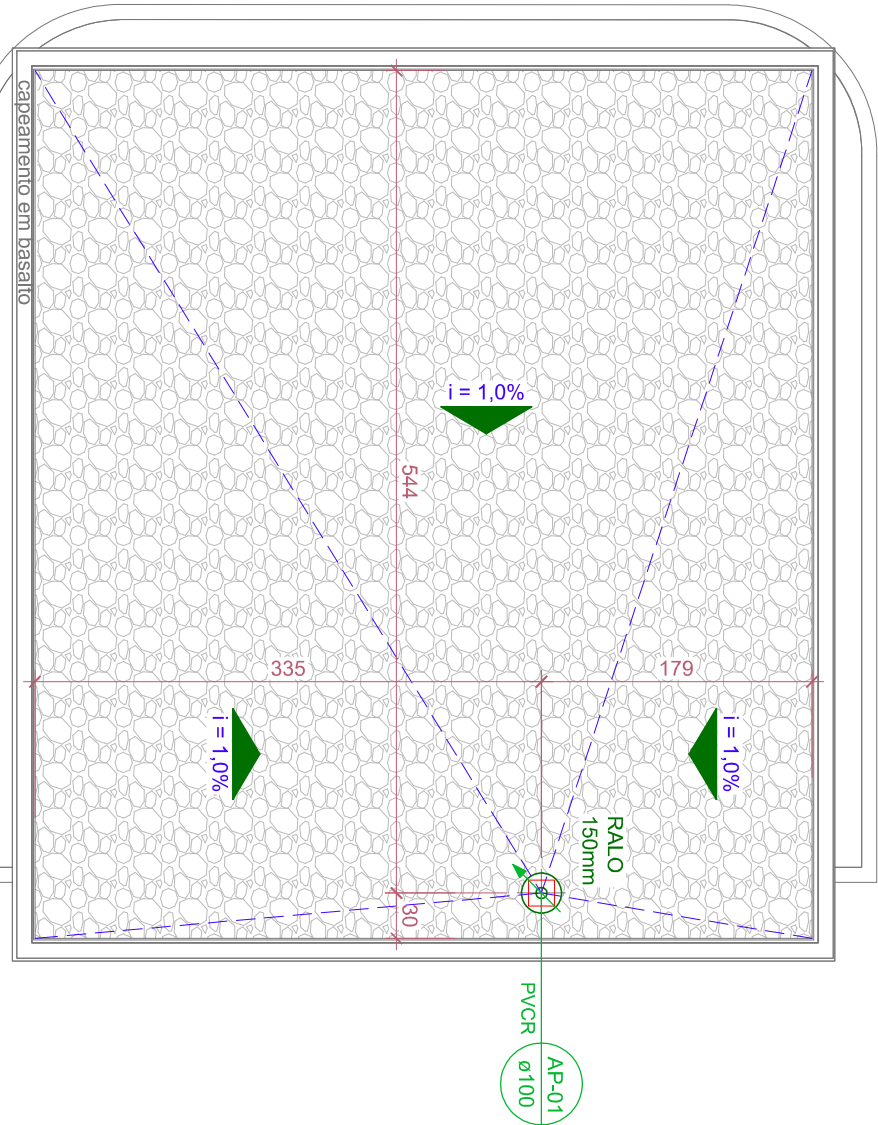 capeamento em basalto
i = 1,0%
544
335
179
i = 1,0%
i = 1,0%
RALO
150mm
30
PVCR
AP-01
ø100